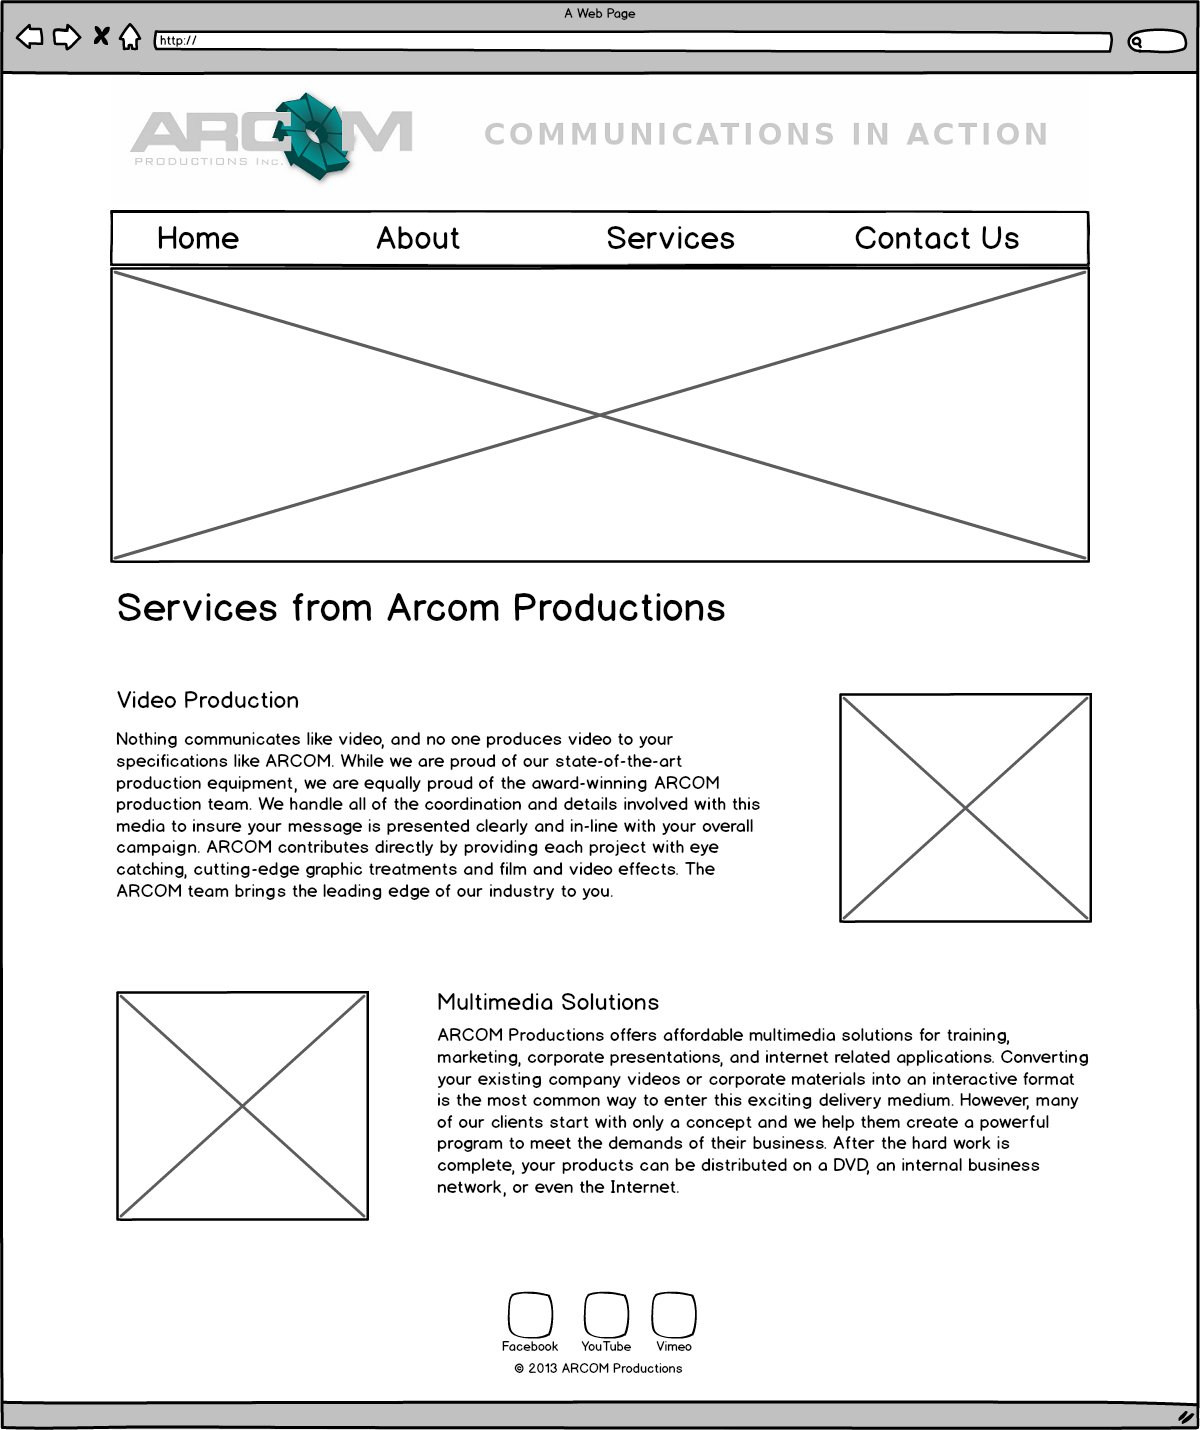 A Web Page
http://
ARCOM
PRODUCTIONS Inc.
COMMUNICATIONS IN ACTION
Home About Services Contact Us
Services from Arcom Productions
Video Production
Nothing communicates like video, and no one produces video to your
specifications like ARCOM. While we are proud of our state-of-the-art
production equipment, we are equally proud of the award-winning ARCOM
production team. We handle all of the coordination and details involved with this
media to insure your message is presented clearly and in-line with your overall
campaign. ARCOM contributes directly by providing each project with eye
catching, cutting-edge graphic treatments and film and video effects. The
ARCOM team brings the leading edge of our industry to you.
Multimedia Solutions
ARCOM Productions offers affordable multimedia solutions for training,
marketing, corporate presentations, and internet related applications. Converting
your existing company videos or corporate materials into an interactive format
is the most common way to enter this exciting delivery medium. However, many
of our clients start with only a concept and we help them create a powerful
program to meet the demands of their business. After the hard work is
complete, your products can be distributed on a DVD, an internal business
network, or even the Internet.
Facebook YouTube Vimeo
© 2013 ARCOM Productions